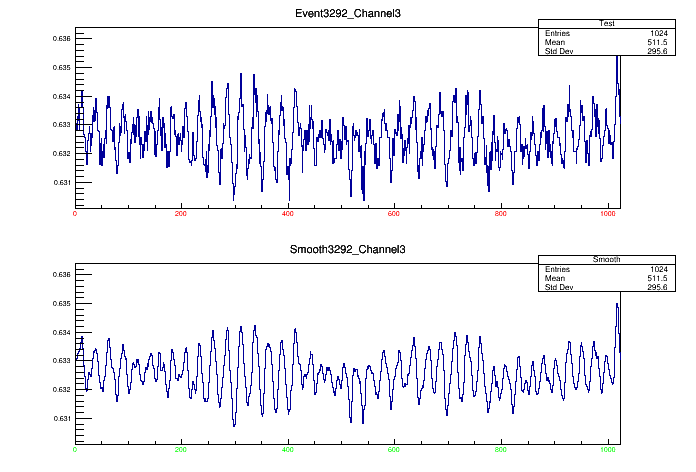 Event3292_Channel3
Test
Entries 1024
Mean 511.5
Std Dev 295.6
0.636
0.635
0.634
0.633
0.632
0.631
0 200 400 600 800 1000
Smooth3292_Channel3
Smooth
Entries 1024
Mean 511.5
Std Dev 295.6
0.636
0.635
0.634
0.633
0.632
0.631
0 200 400 600 800 1000